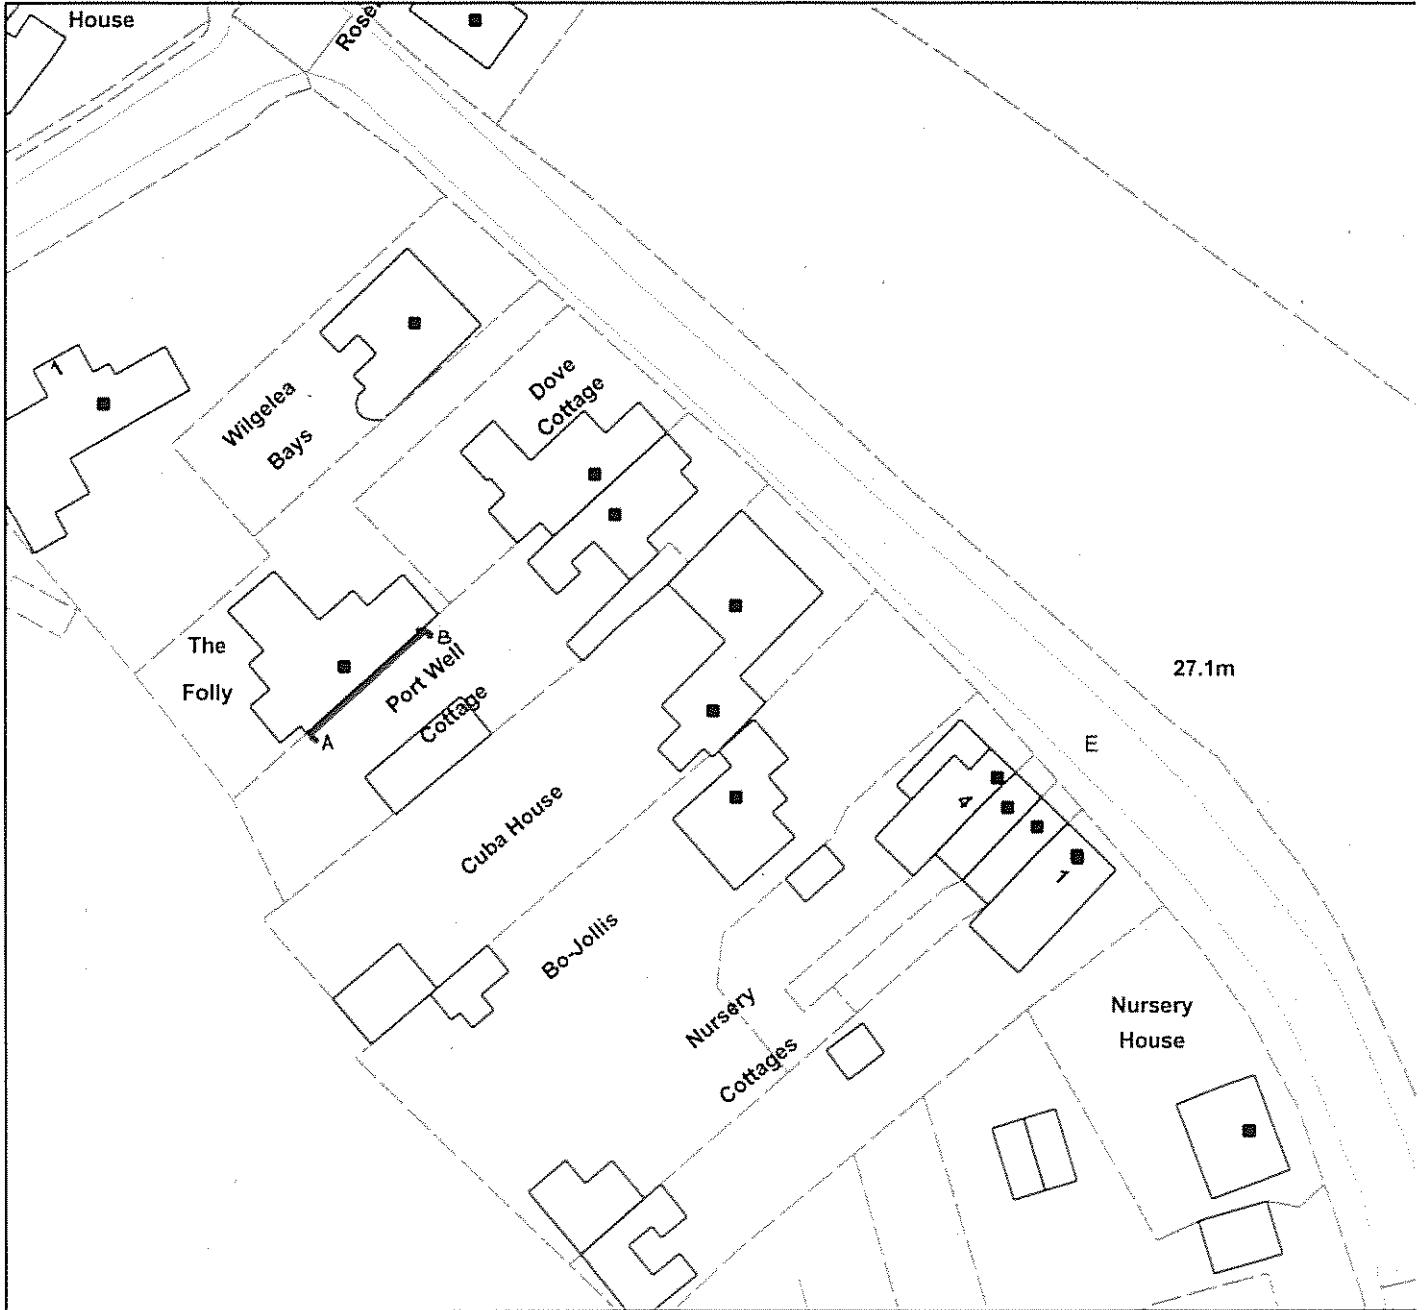 House
1
Dove
Cottage
Wilgelea
Bays
The
Folly
B
A
Port Well
Cottage
27.1m
E
4
1
Cuba House
Bo-Jollis
Nursery
Cottages
Nursery
House